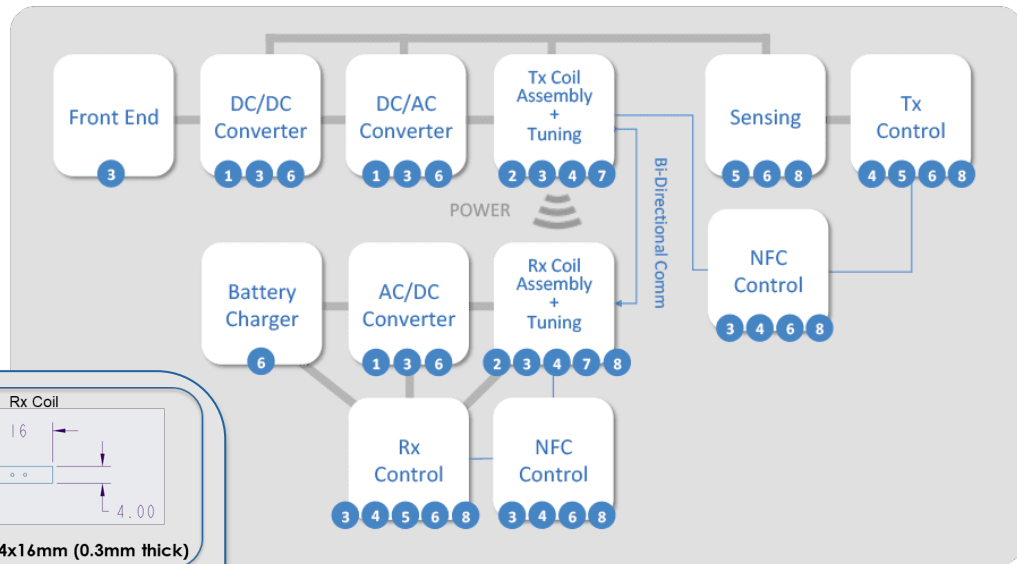 Front End
3
DC/DC
Converter
1 3 6
DC/AC
Converter
1 3 6
Tx Coil
Assembly
+
Tuning
2 3 4 7
Sensing
5 6 8
Tx
Control
4 5 6 8
POWER
Bi-Directional Comm
NFC
Control
3 4 6 8
Battery
Charger
6
AC/DC
Converter
1 3 6
Rx Coil
Assembly
+
Tuning
2 3 4 7 8
Rx
Control
3 4 5 6 8
NFC
Control
3 4 6 8
Rx Coil
16
4.00
4x16mm (0.3mm thick)